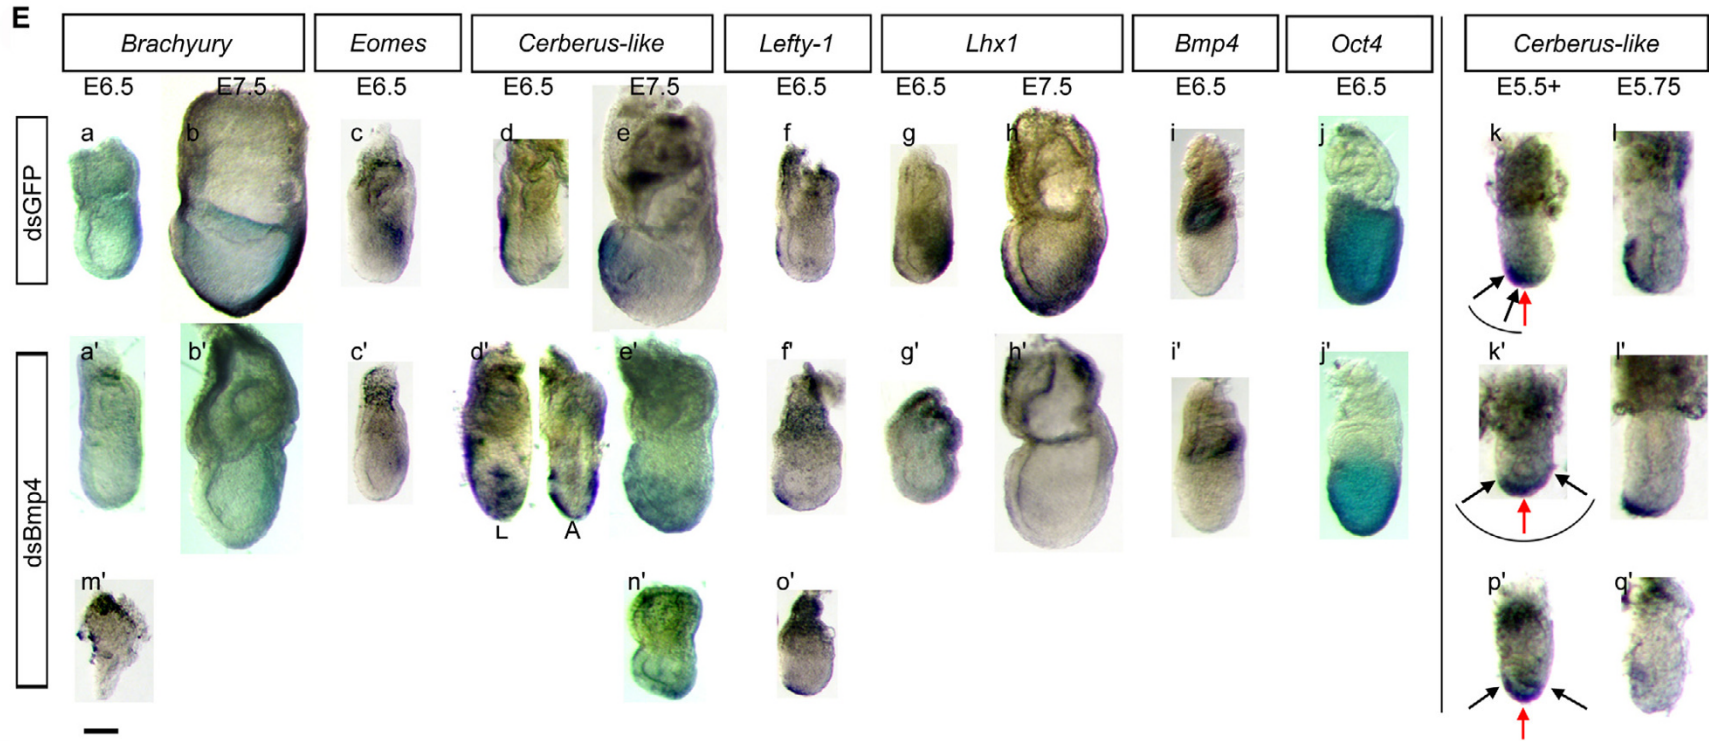 E
Brachyury Eomes Cerberus-like Lefty-1 Lhx1 Bmp4 Oct4 Cerberus-like
E6.5 E7.5 E6.5 E6.5 E7.5 E6.5 E6.5 E7.5 E6.5 E6.5 E5.5+ E5.75
dsGFP
a b c d e f g h i j k l
dsBmp4
a' b' c' d' e' f' g' h' i' j' k' l'
L A
m' n' o' p' q'